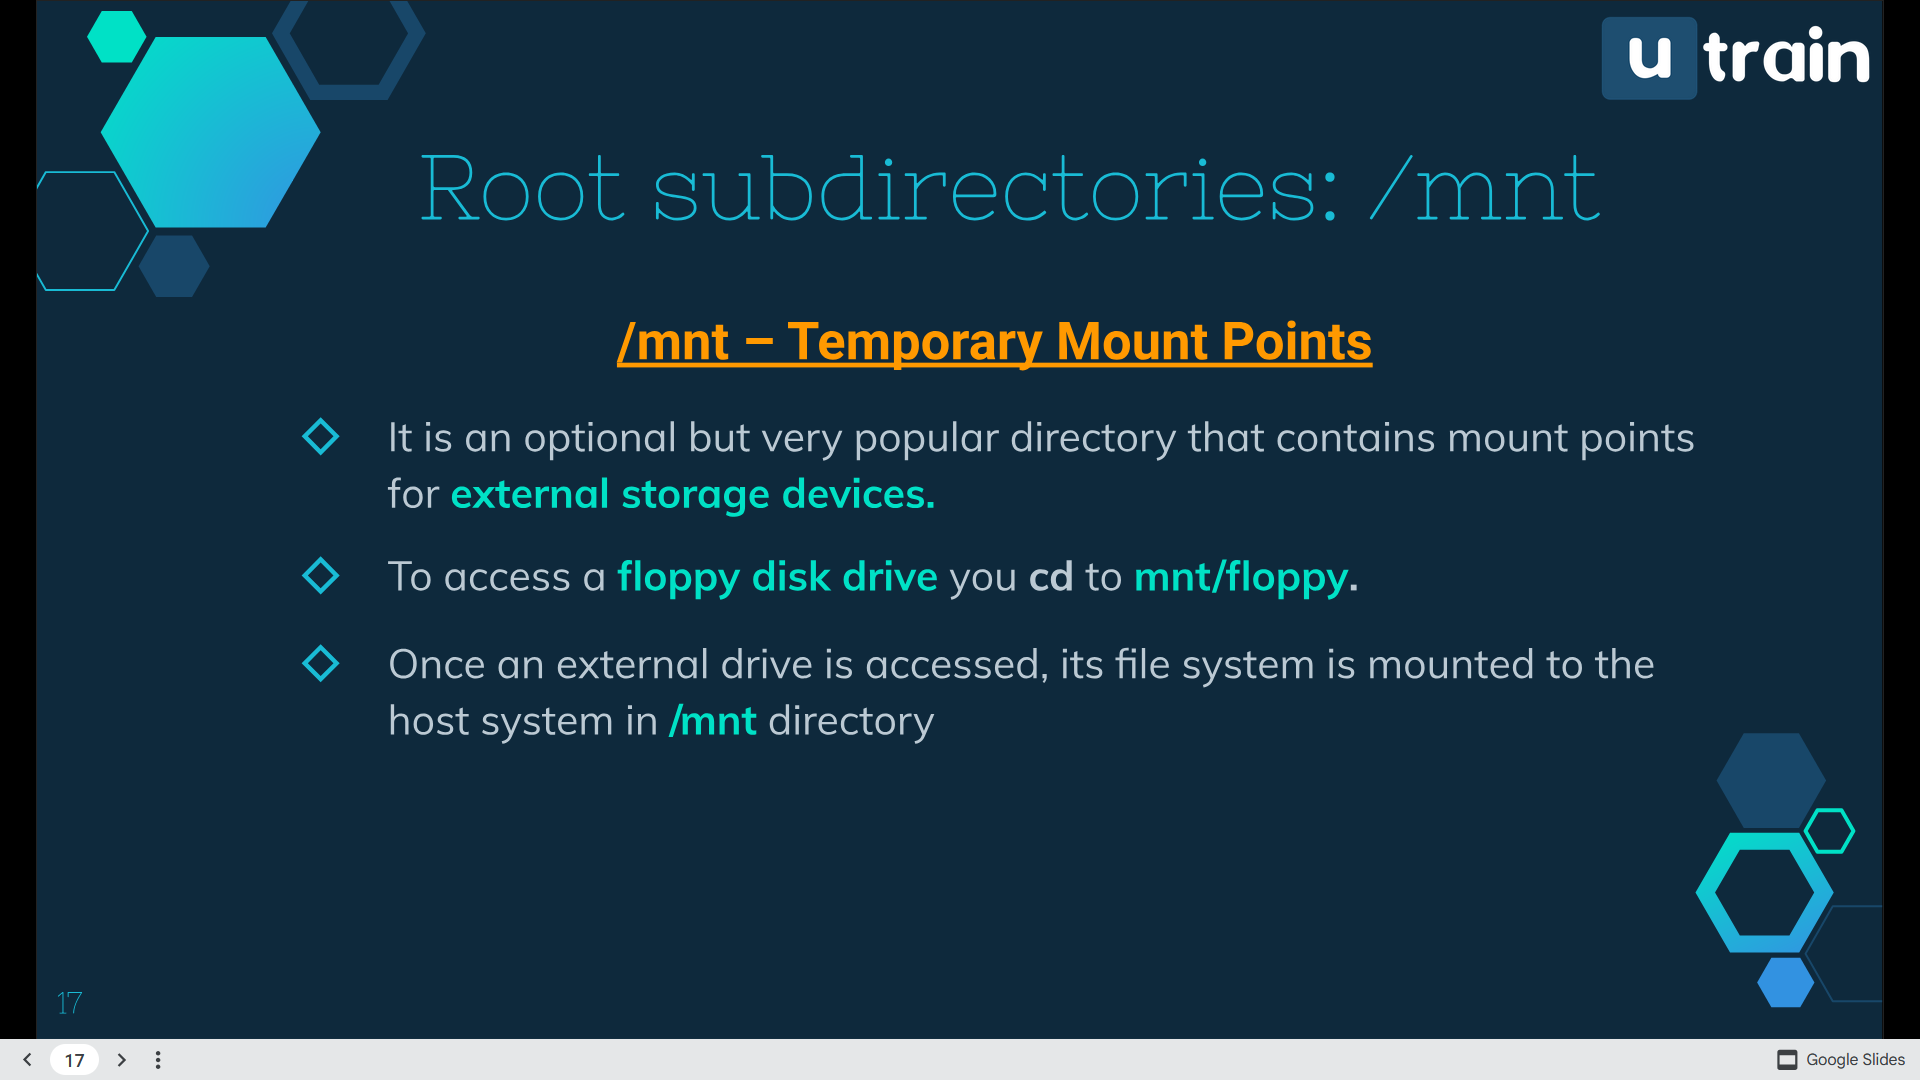 u train
Root subdirectories: /mnt
/mnt – Temporary Mount Points
It is an optional but very popular directory that contains mount points
for external storage devices.
To access a floppy disk drive you cd to mnt/floppy.
Once an external drive is accessed, its file system is mounted to the
host system in /mnt directory
17
17
Google Slides